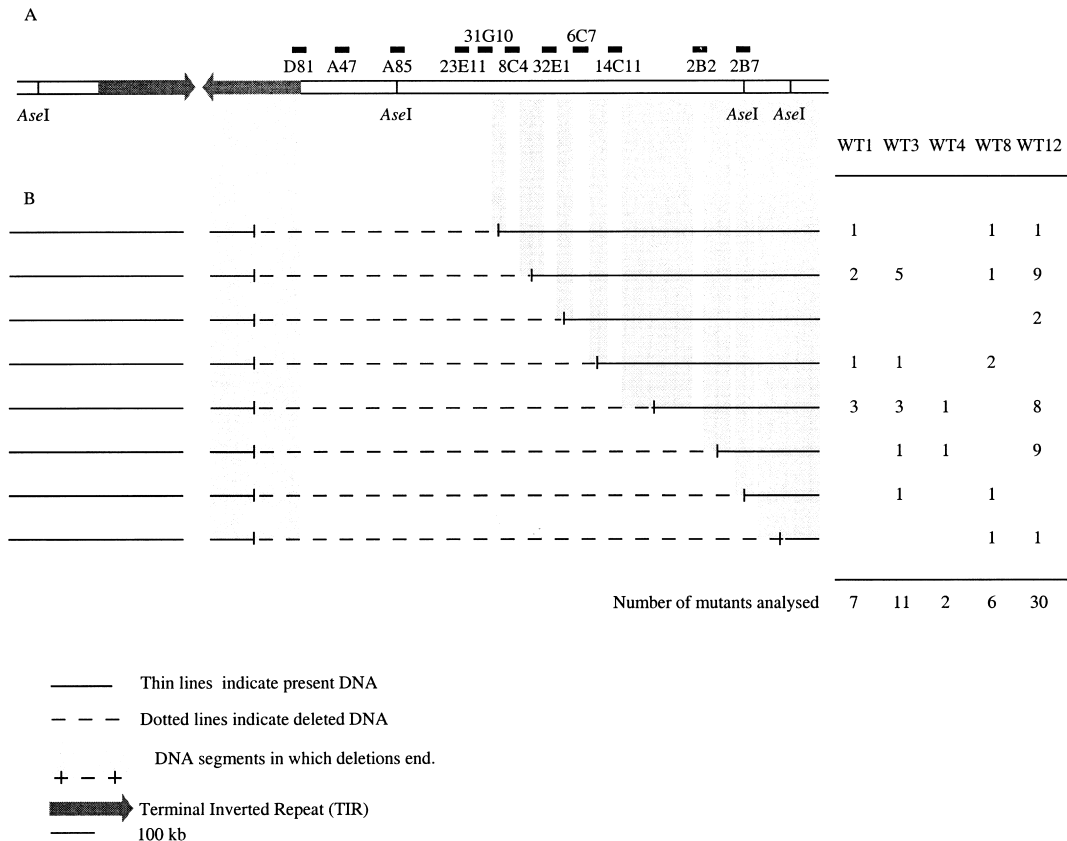 A
31G10 6C7
D81 A47 A85 23E11 8C4 32E1 14C11 2B2 2B7
AseI AseI AseI AseI
WT1 WT3 WT4 WT8 WT12
B
1 1 1
2 5 1 9
2
1 1 2
3 3 1 8
1 1 9
1 1
1 1
Number of mutants analysed 7 11 2 6 30
Thin lines indicate present DNA
Dotted lines indicate deleted DNA
DNA segments in which deletions end.
Terminal Inverted Repeat (TIR)
100 kb